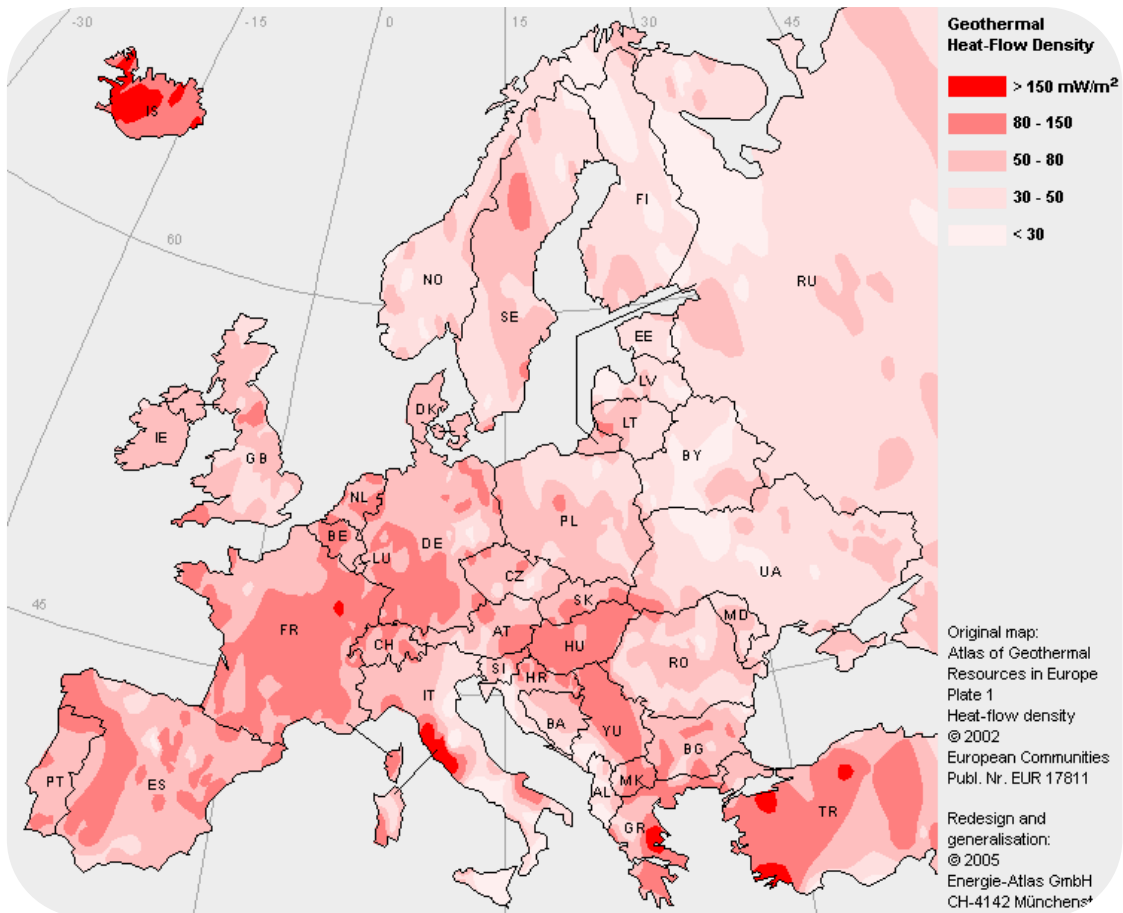 -30
-15
0
15
30
45
60
45
IS
NO
SE
FI
RU
EE
LV
LT
DK
IE
GB
BY
NL
BE
LU
DE
PL
CZ
UA
SK
MD
FR
CH
AT
HU
RO
SI
HR
IT
BA
YU
BG
PT
ES
MK
AL
GR
TR
Geothermal
Heat-Flow Density
> 150 mW/m²
80 - 150
50 - 80
30 - 50
< 30
Original map:
Atlas of Geothermal
Resources in Europe
Plate 1
Heat-flow density
© 2002
European Communities
Publ. Nr. EUR 17811
Redesign and
generalisation:
© 2005
Energie-Atlas GmbH
CH-4142